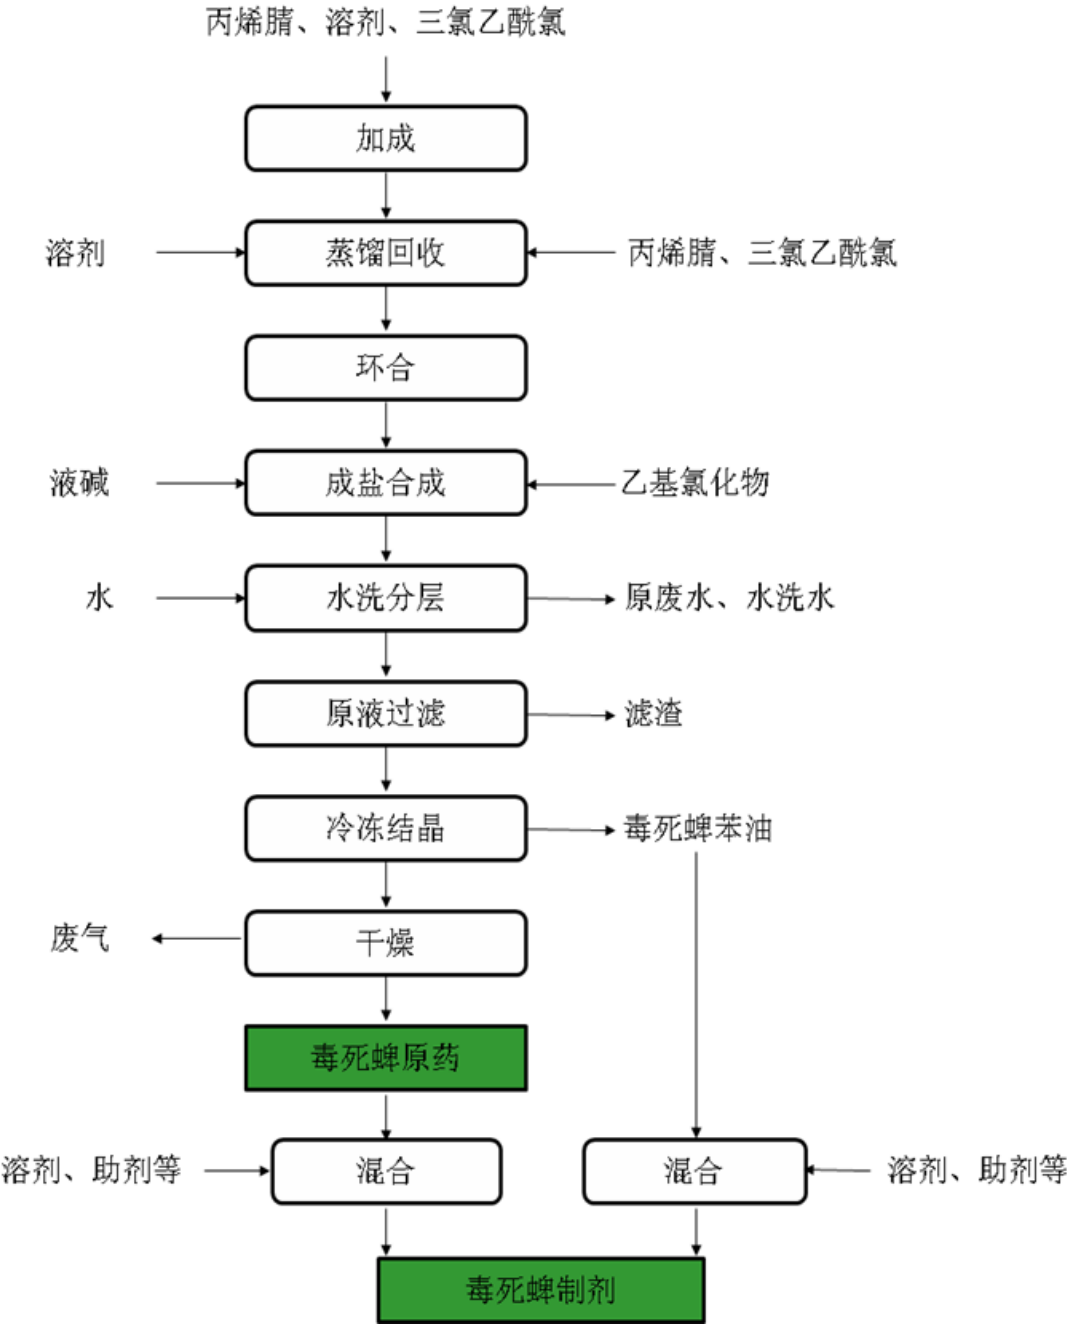 丙烯腈、溶剂、三氯乙酰氯
加成
溶剂
蒸馏回收
丙烯腈、三氯乙酰氯
环合
液碱
成盐合成
乙基氯化物
水
水洗分层
原废水、水洗水
原液过滤
滤渣
冷冻结晶
毒死蜱苯油
废气
干燥
毒死蜱原药
溶剂、助剂等
混合
混合
溶剂、助剂等
毒死蜱制剂